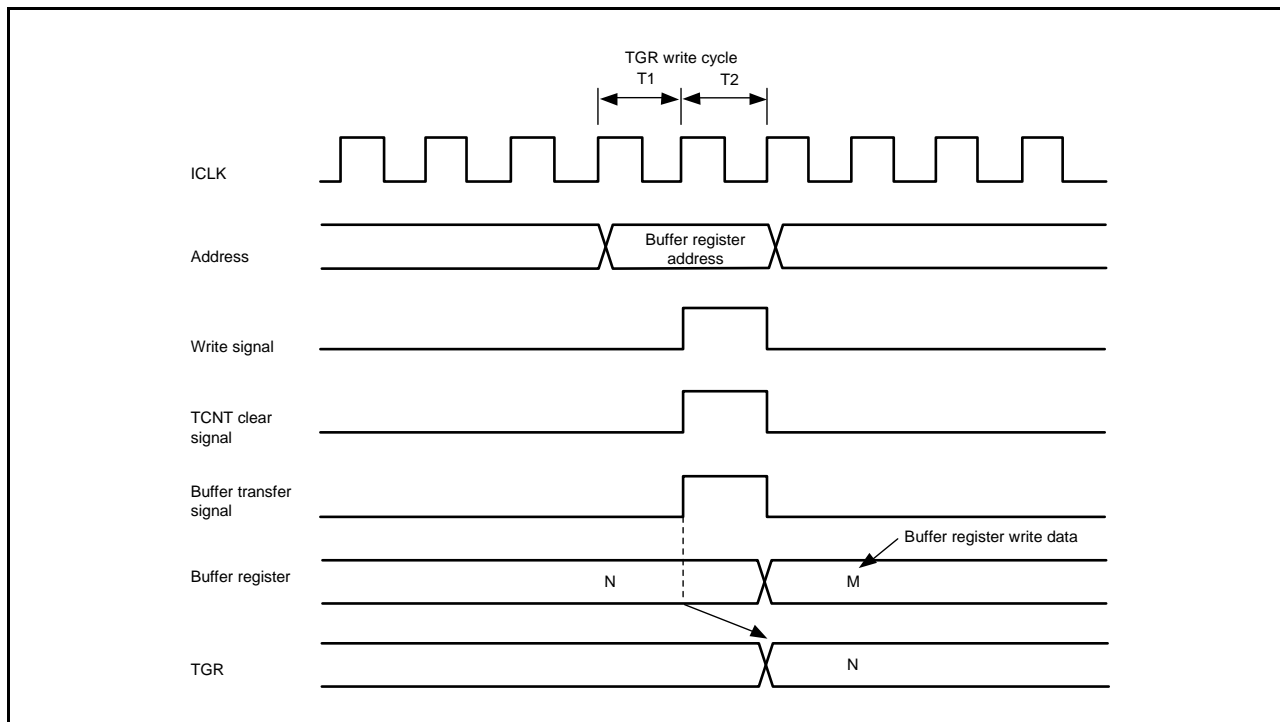 TGR write cycle
T1 T2
ICLK
Address
Buffer register
address
Write signal
TCNT clear
signal
Buffer transfer
signal
Buffer register write data
Buffer register
N M
TGR
N